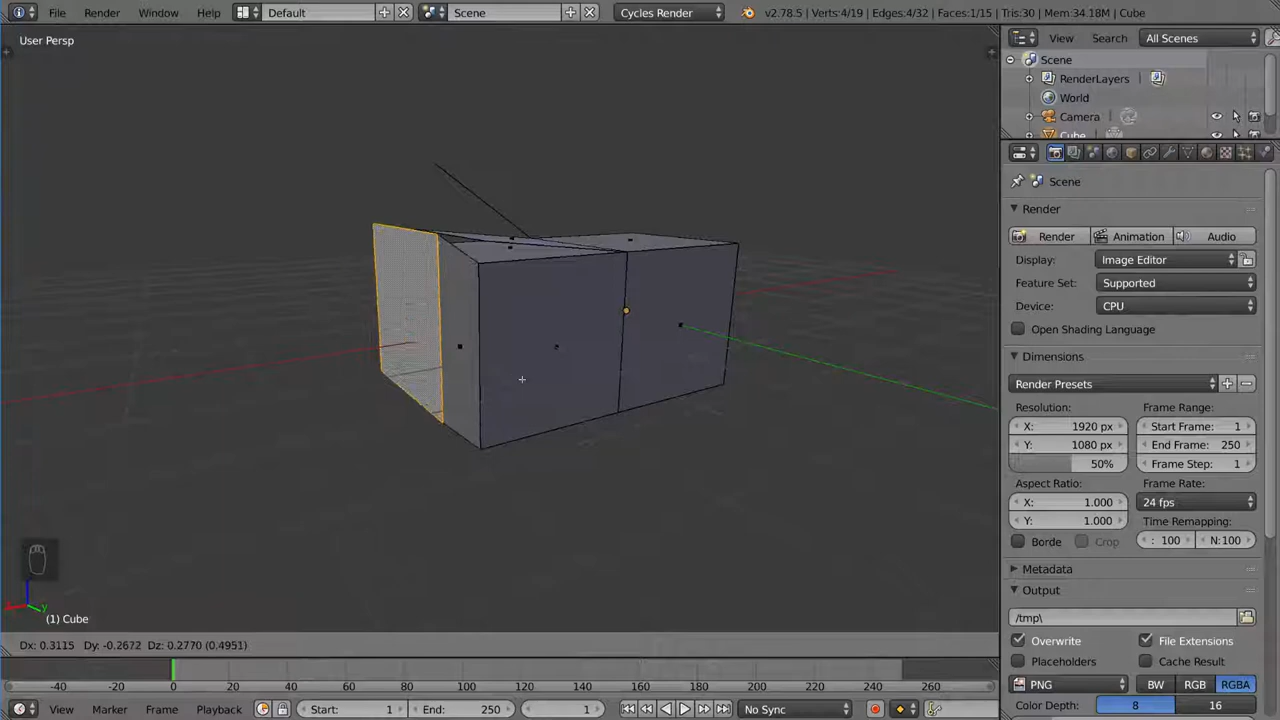 File Render Window Help Default Scene Cycles Render v2.78.5 | Verts:4/19 | Edges:4/32 | Faces:1/15 | Tris:30 | Mem:34.18M | Cube
User Persp
View Search All Scenes
Scene
RenderLayers
World
Camera
Cube
Scene
Render
Render Animation Audio
Display: Image Editor
Feature Set: Supported
Device: CPU
Open Shading Language
Dimensions
Render Presets
Resolution: Frame Range:
X: 1920 px Start Frame: 1
Y: 1080 px End Frame: 250
50% Frame Step: 1
Aspect Ratio: Frame Rate:
X: 1.000 24 fps
Y: 1.000 Time Remapping:
Borde Crop : 100 N:100
Metadata
Output
/tmp\
Overwrite File Extensions
Placeholders Cache Result
PNG BW RGB RGBA
Color Depth: 8 16
(1) Cube
Dx: 0.3115 Dy: -0.2672 Dz: 0.2770 (0.4951)
-40 -20 0 20 40 60 80 100 120 140 160 180 200 220 240 260
View Marker Frame Playback Start: 1 End: 250 1 No Sync